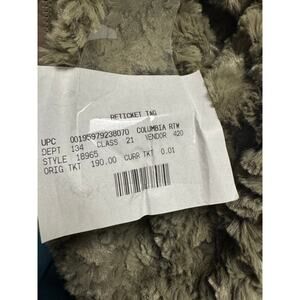 RETICKET TAG
UPC 00195979238070 COLUMBIA RTW
DEPT 134 CLASS 21 VENDOR 420
STYLE 18965
ORIG TKT 190.00 CURR TKT 0.01